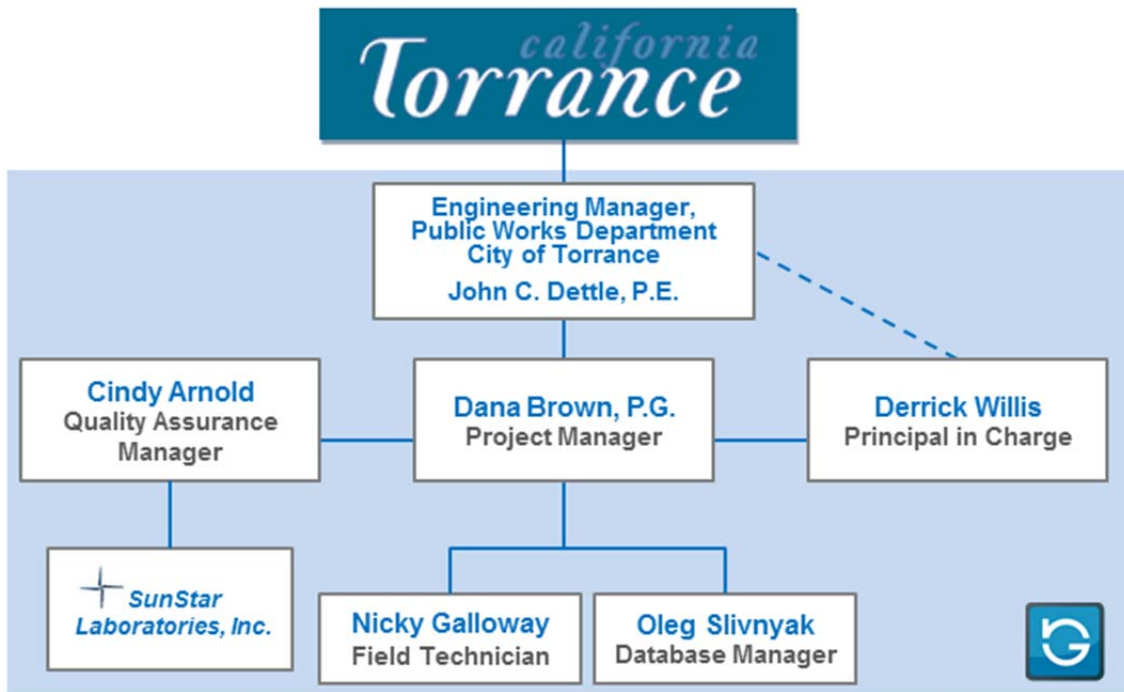 california
Torrance
Engineering Manager,
Public Works Department
City of Torrance
John C. Dettle, P.E.
Cindy Arnold
Quality Assurance
Manager
Dana Brown, P.G.
Project Manager
Derrick Willis
Principal in Charge
SunStar
Laboratories, Inc.
Nicky Galloway
Field Technician
Oleg Slivnyak
Database Manager